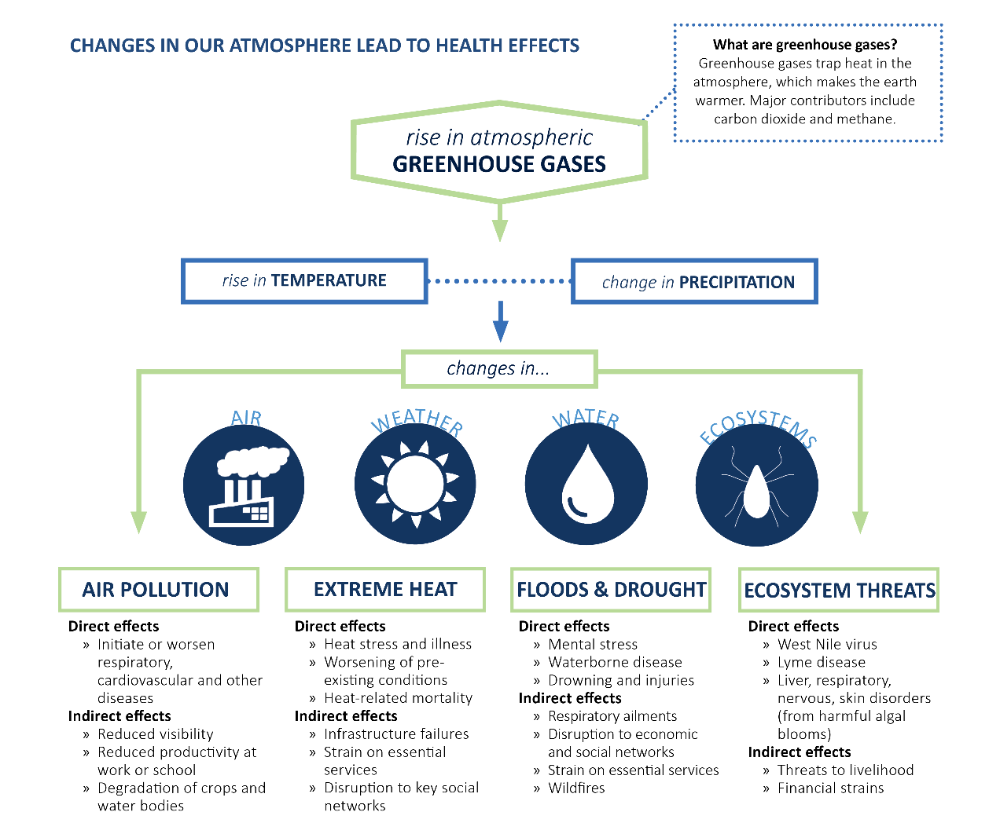 CHANGES IN OUR ATMOSPHERE LEAD TO HEALTH EFFECTS
What are greenhouse gases?
Greenhouse gases trap heat in the
atmosphere, which makes the earth
warmer. Major contributors include
carbon dioxide and methane.
rise in atmospheric
GREENHOUSE GASES
rise in TEMPERATURE
change in PRECIPITATION
changes in...
AIR
WEATHER
WATER
ECOSYSTEMS
AIR POLLUTION
Direct effects
» Initiate or worsen
respiratory,
cardiovascular and other
diseases
Indirect effects
» Reduced visibility
» Reduced productivity at
work or school
» Degradation of crops and
water bodies
EXTREME HEAT
Direct effects
» Heat stress and illness
» Worsening of pre-
existing conditions
» Heat-related mortality
Indirect effects
» Infrastructure failures
» Strain on essential
services
» Disruption to key social
networks
FLOODS & DROUGHT
Direct effects
» Mental stress
» Waterborne disease
» Drowning and injuries
Indirect effects
» Respiratory ailments
» Disruption to economic
and social networks
» Strain on essential services
» Wildfires
ECOSYSTEM THREATS
Direct effects
» West Nile virus
» Lyme disease
» Liver, respiratory,
nervous, skin disorders
(from harmful algal
blooms)
Indirect effects
» Threats to livelihood
» Financial strains